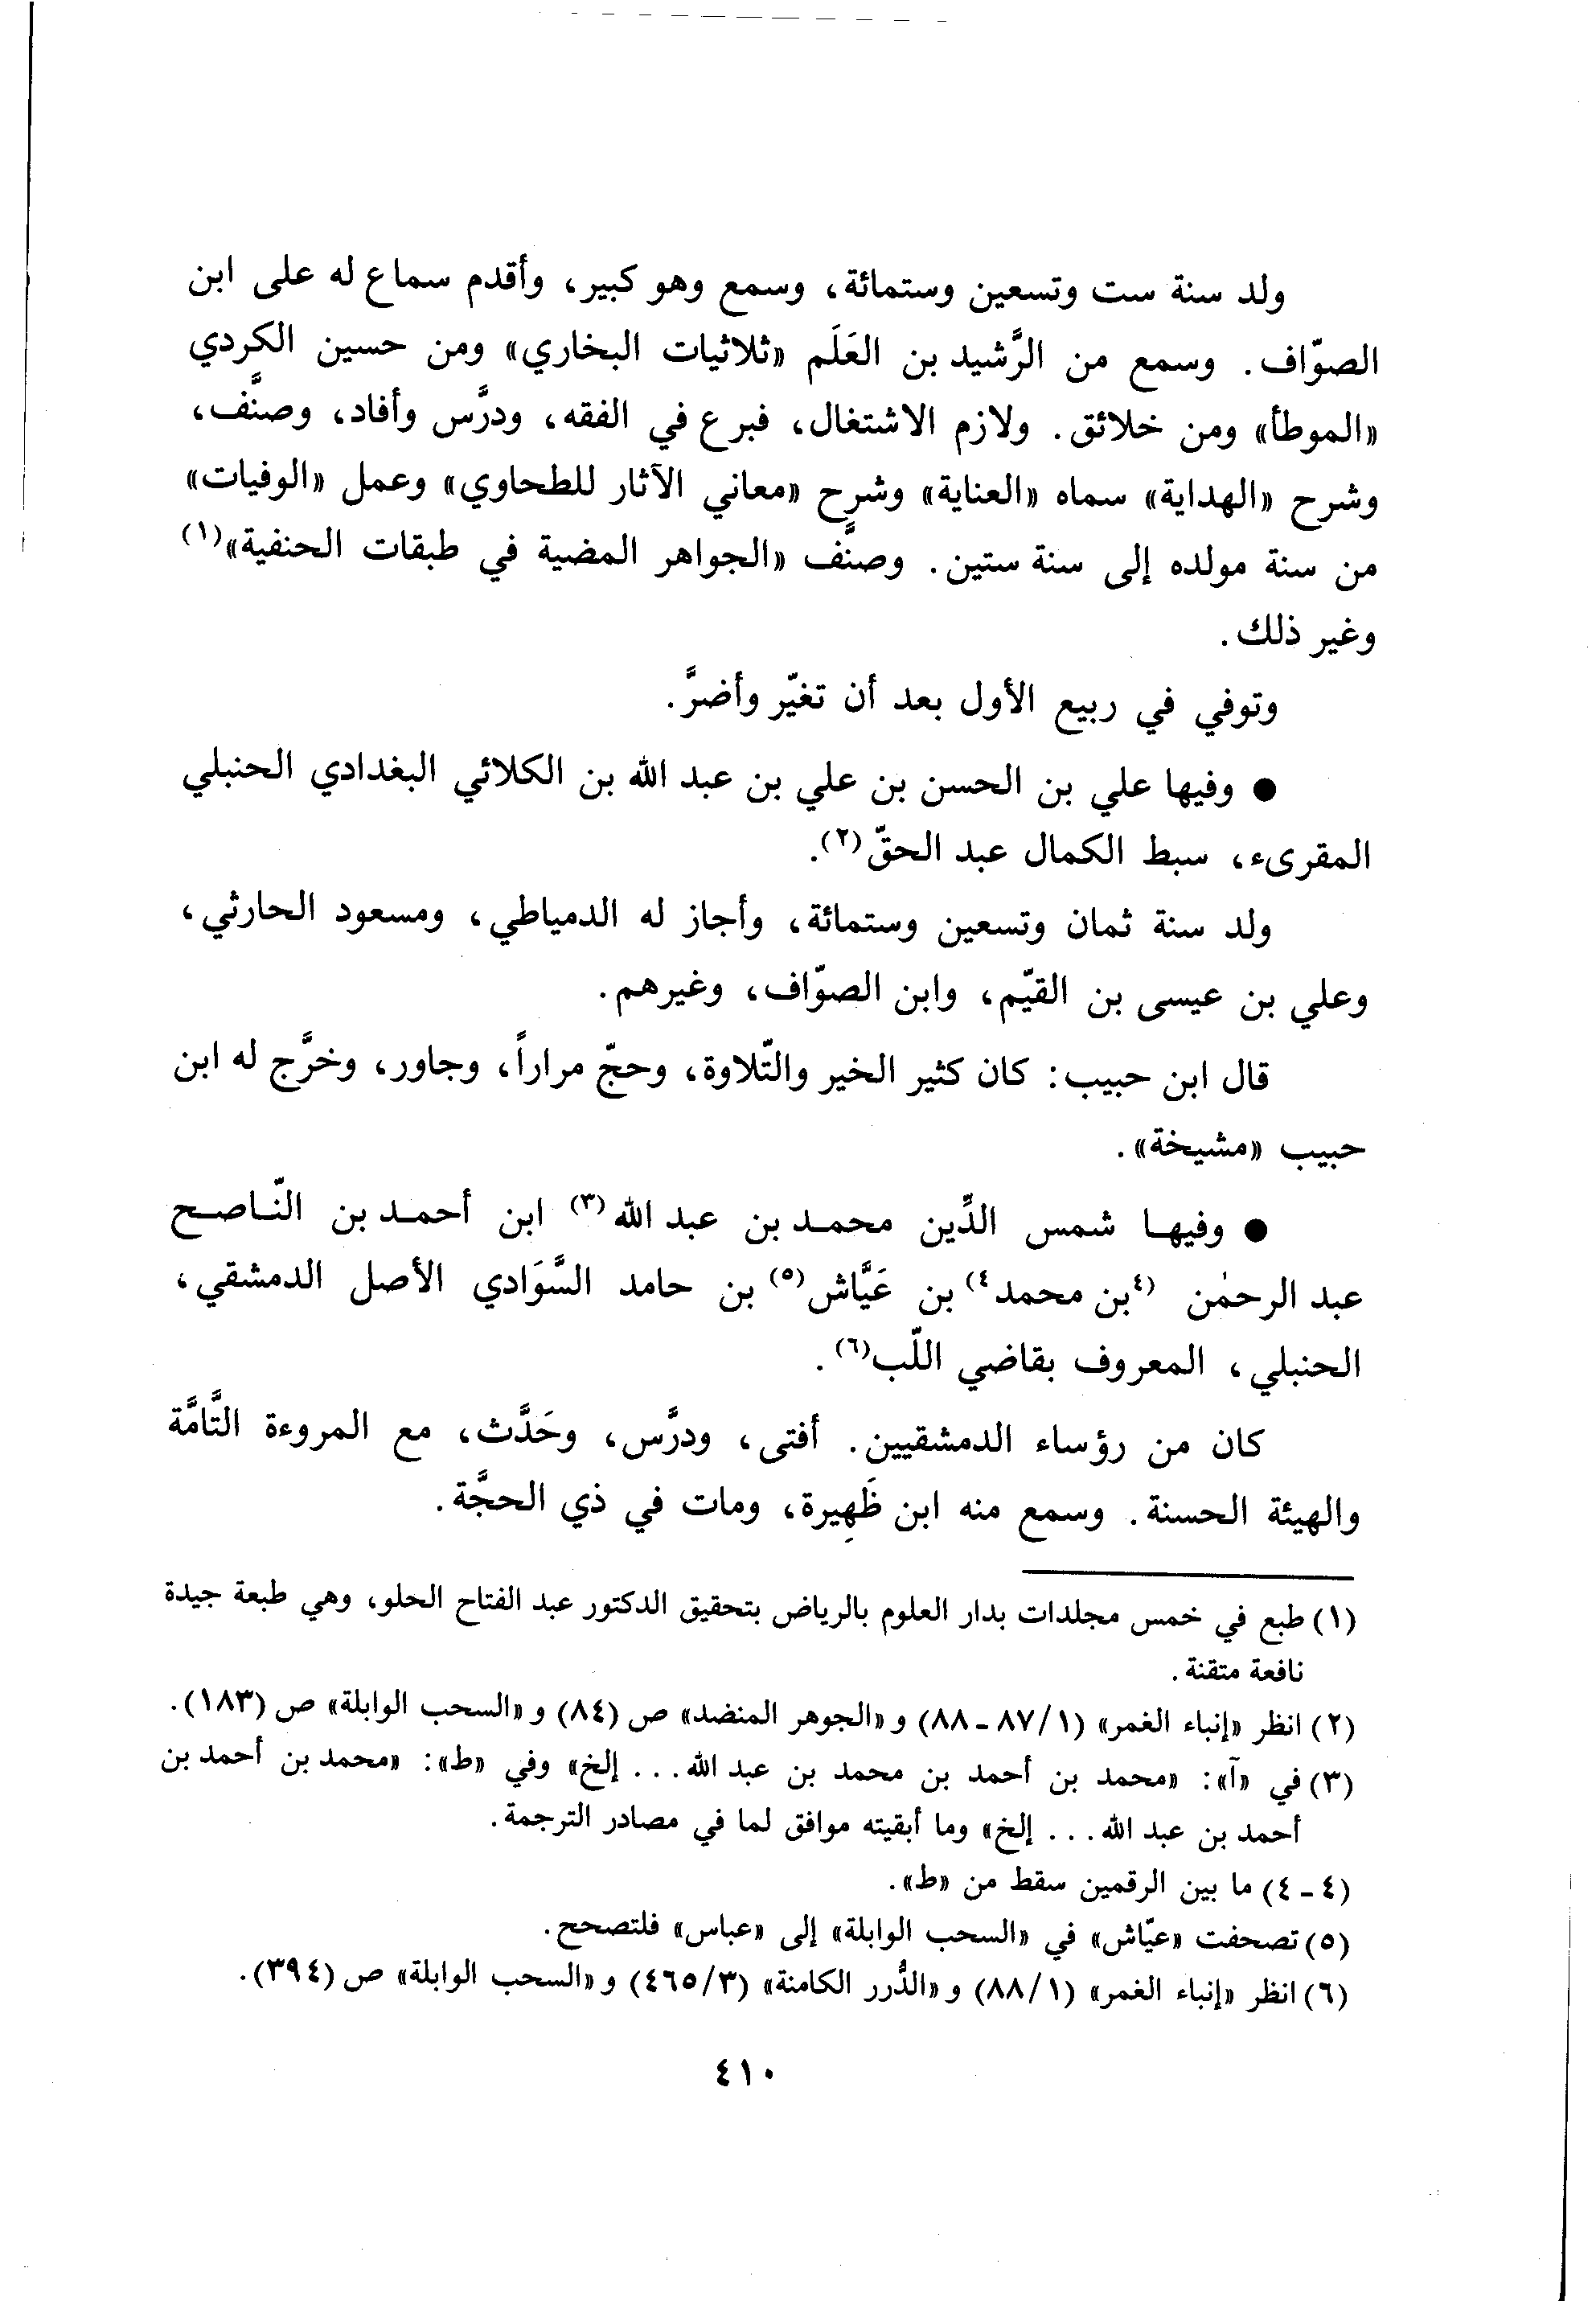 ولد سنة ست وتسعين وستمائة، وسمع وهو كبير، وأقدم سماع له على ابن
الصوّاف. وسمع من الرَّشيد بن العَلَم «ثلاثيات البخاري» ومن حسين الكردي
«الموطأ» ومن خلائق. ولازم الاشتغال، فبرع في الفقه، ودرَّس وأفاد، وصنَّف،
وشرح «الهداية» سماه «العناية» وشرح «معاني الآثار للطحاوي» وعمل «الوفيات»
من سنة مولده إلى سنة ستين. وصنَّف «الجواهر المضية في طبقات الحنفية»(١)
وغير ذلك.
وتوفي في ربيع الأول بعد أن تغيّر وأضرَّ.
● وفيها علي بن الحسن بن علي بن عبد الله بن الكلائي البغدادي الحنبلي
المقرىء، سبط الكمال عبد الحقّ(٢).
ولد سنة ثمان وتسعين وستمائة، وأجاز له الدمياطي، ومسعود الحارثي،
وعلي بن عيسى بن القيّم، وابن الصوّاف، وغيرهم.
قال ابن حبيب: كان كثير الخير والتّلاوة، وحجّ مراراً، وجاور، وخرَّج له ابن
حبيب «مشيخة».
● وفيها شمس الدِّين محمد بن عبد الله(٣) ابن أحمد بن النّاصح
عبد الرحمٰن (٤بن محمد٤) بن عَيَّاش(٥) بن حامد السَّوَادي الأصل الدمشقي،
الحنبلي، المعروف بقاضي اللّب(٦).
كان من رؤساء الدمشقيين. أفتى، ودرَّس، وحَدَّث، مع المروءة التَّامَّة
والهيئة الحسنة. وسمع منه ابن ظَهِيرة، ومات في ذي الحجَّة.
(١) طبع في خمس مجلدات بدار العلوم بالرياض بتحقيق الدكتور عبد الفتاح الحلو، وهي طبعة جيدة
نافعة متقنة.
(٢) انظر «إنباء الغمر» (١/ ٨٧ - ٨٨) و «الجوهر المنضد» ص (٨٤) و «السحب الوابلة» ص (١٨٣).
(٣) في «آ»: «محمد بن أحمد بن محمد بن عبد الله... إلخ» وفي «ط»: «محمد بن أحمد بن
أحمد بن عبد الله... إلخ» وما أبقيته موافق لما في مصادر الترجمة.
(٤ - ٤) ما بين الرقمين سقط من «ط».
(٥) تصحفت «عيّاش» في «السحب الوابلة» إلى «عباس» فلتصحح.
(٦) انظر «إنباء الغمر» (١/ ٨٨) و «الدُّرر الكامنة» (٣/ ٤٦٥) و «السحب الوابلة» ص (٣٩٤).
٤١٠